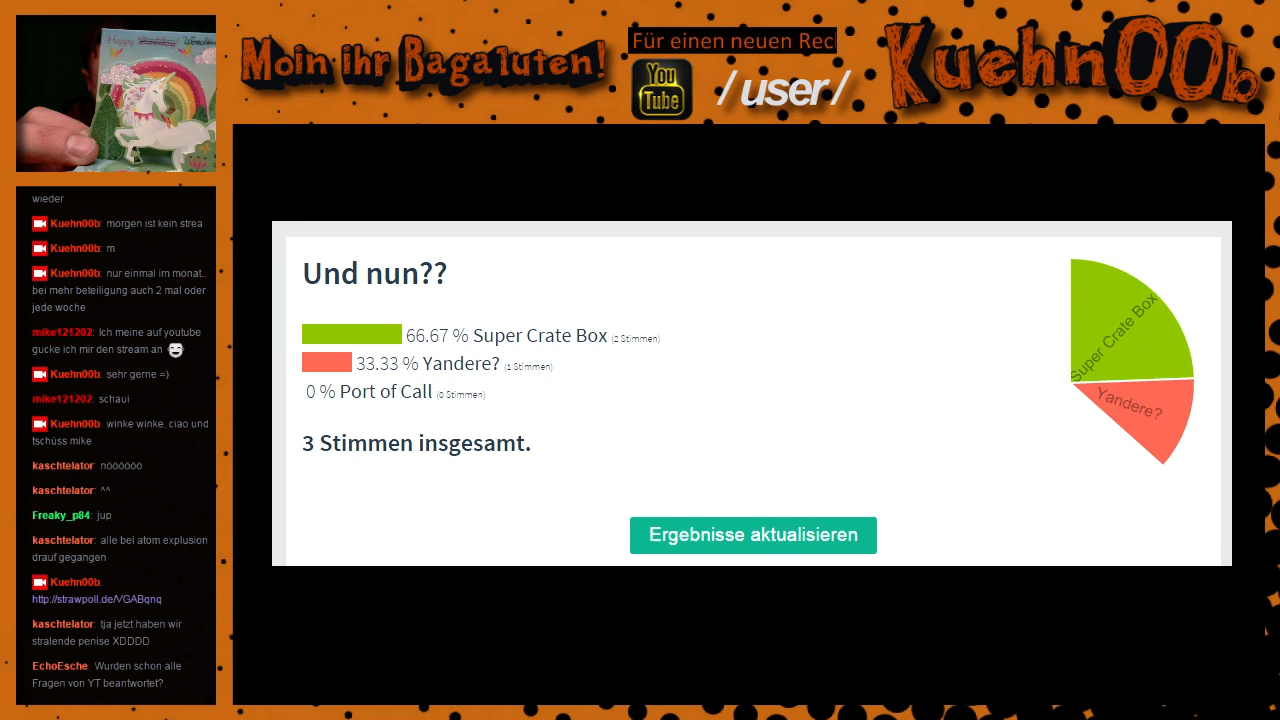 Happy Birthday!
Moin ihr Bagaluten!
Für einen neuen Rec
You
Tube
/ user /
Kuehn00b
wieder
Kuehn00b: morgen ist kein strea
Kuehn00b: m
Kuehn00b: nur einmal im monat..
bei mehr beteiligung auch 2 mal oder
jede woche
mike121202: Ich meine auf youtube
gucke ich mir den stream an
Kuehn00b: sehr gerne =)
mike121202: schaui
Kuehn00b: winke winke, ciao und
tschüss mike
kaschtelator: nöööööö
kaschtelator: ^^
Freaky_p84: jup
kaschtelator: alle bei atom explusion
drauf gegangen
Kuehn00b:
http://strawpoll.de/VGABqnq
kaschtelator: tja jetzt haben wir
stralende penise XDDDD
EchoEsche: Wurden schon alle
Fragen von YT beantwortet?
Und nun??
66.67 % Super Crate Box (2 Stimmen)
33.33 % Yandere? (1 Stimmen)
0 % Port of Call (0 Stimmen)
3 Stimmen insgesamt.
Super Crate Box
Yandere?
Ergebnisse aktualisieren